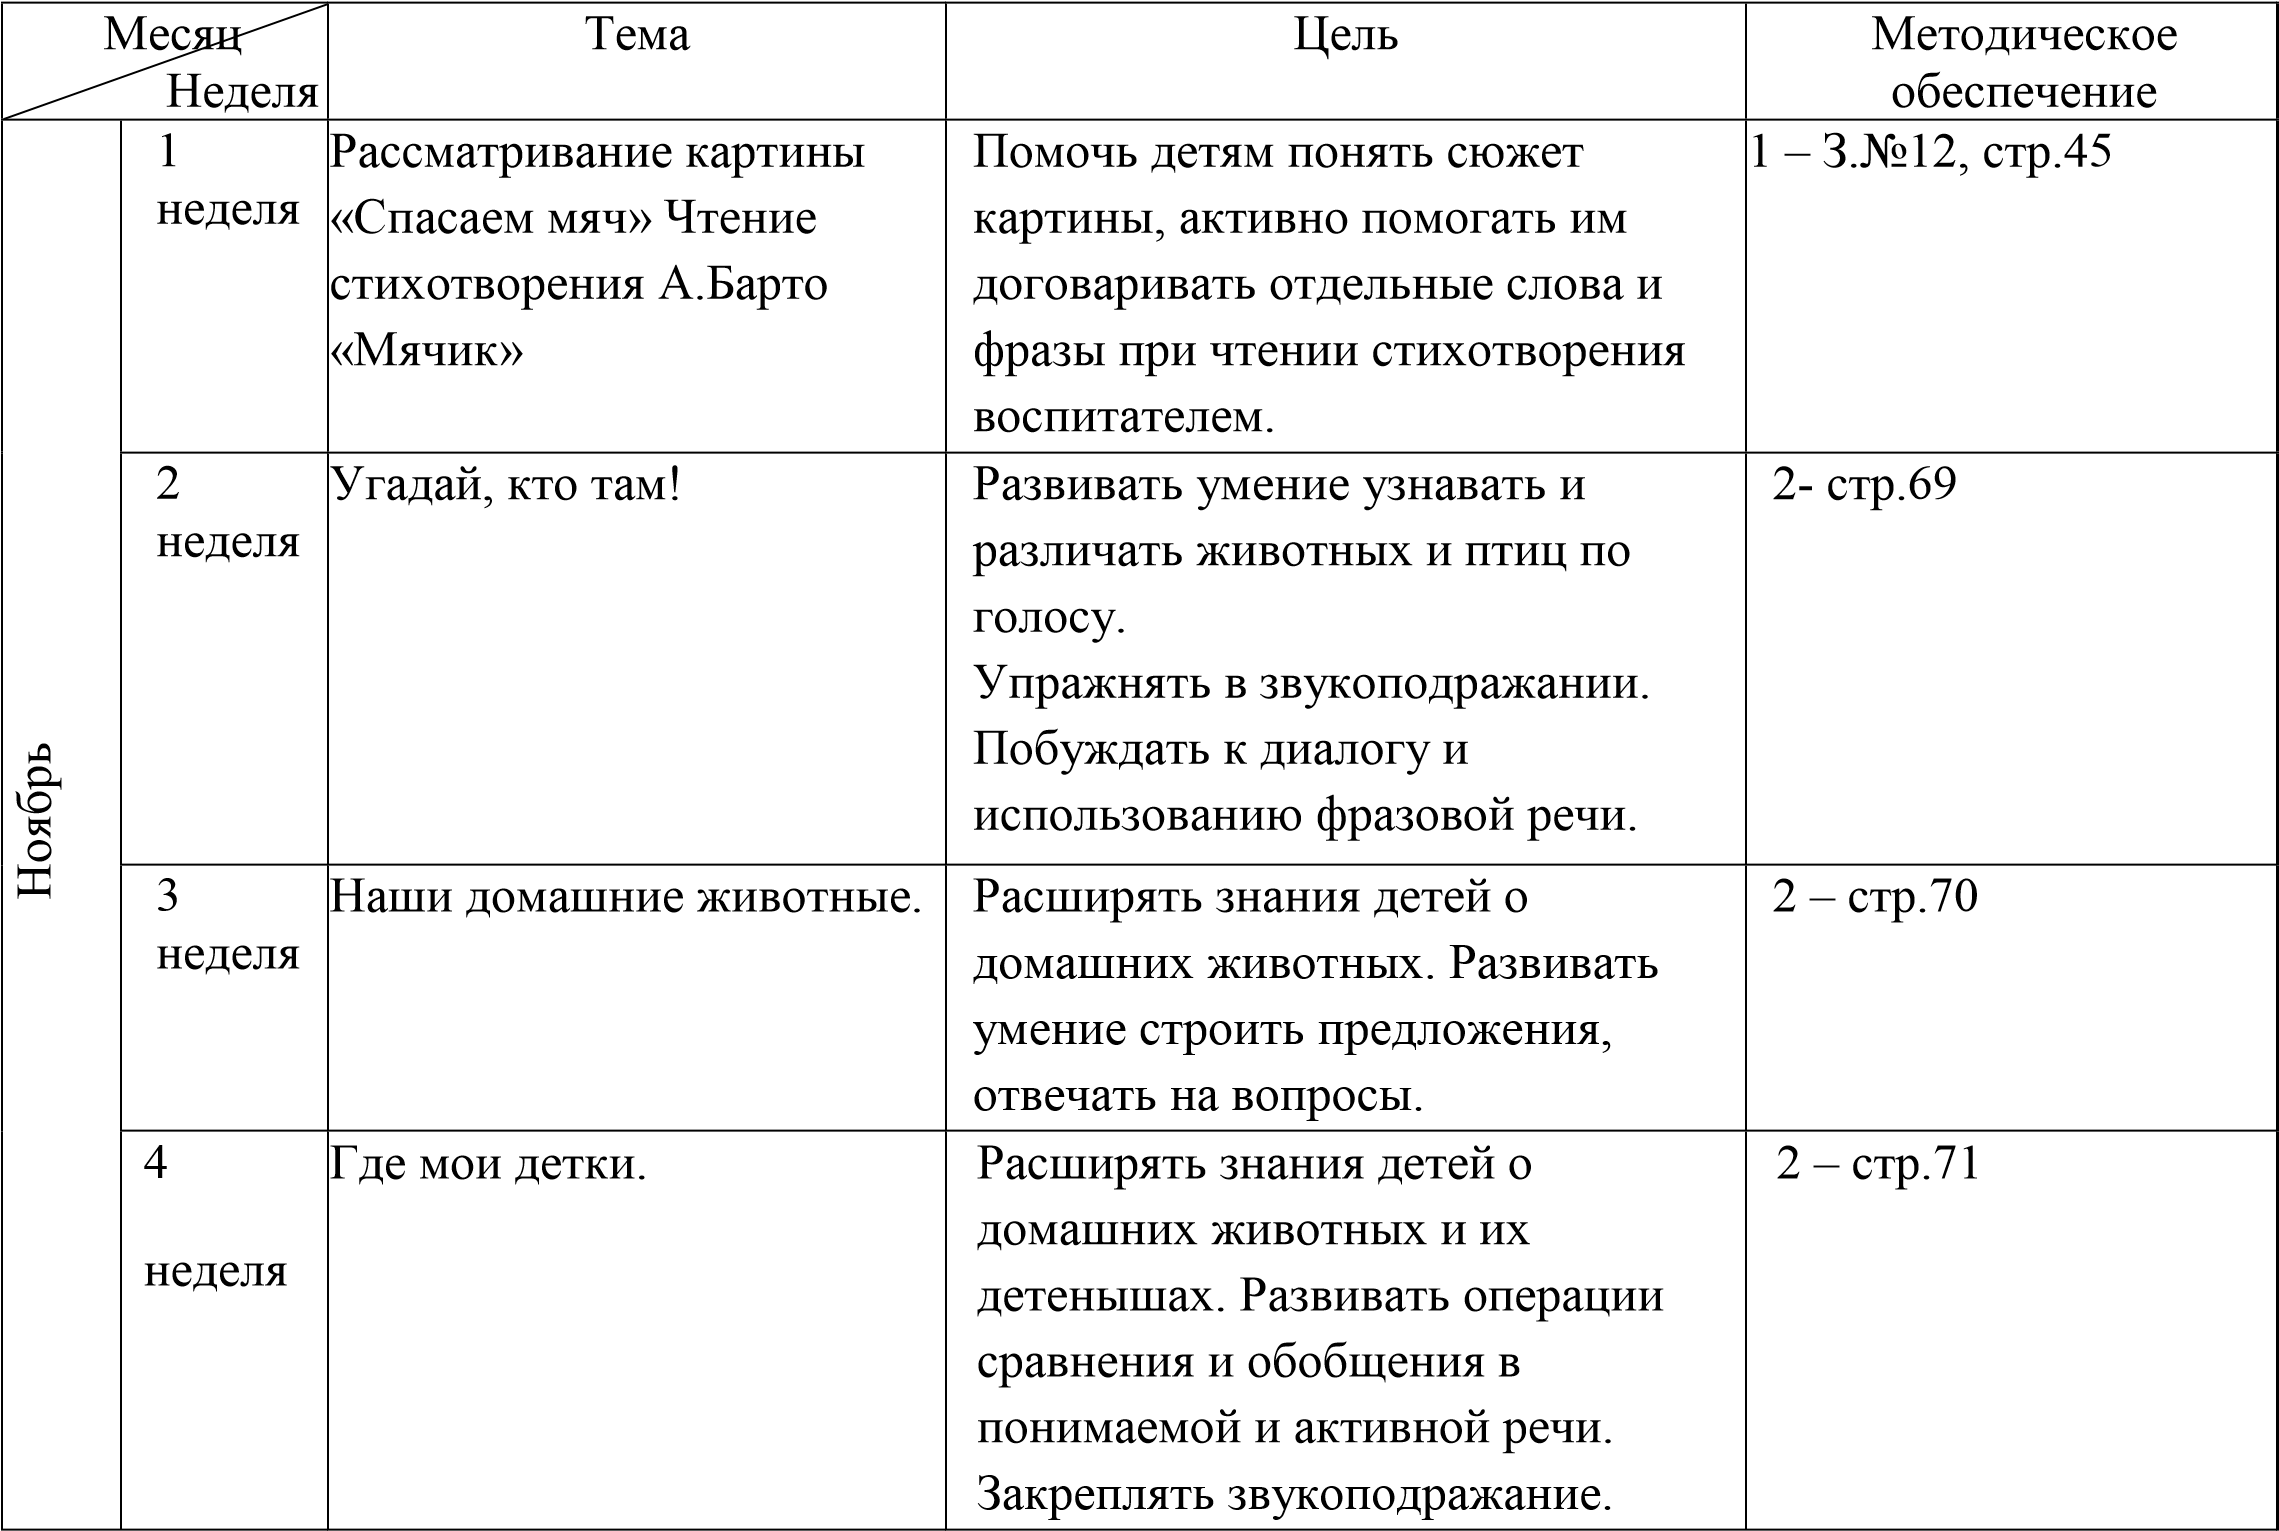 Месяц
Неделя
Тема
Цель
Методическое
обеспечение
Ноябрь
1
неделя
Рассматривание картины
«Спасаем мяч» Чтение
стихотворения А.Барто
«Мячик»
Помочь детям понять сюжет
картины, активно помогать им
договаривать отдельные слова и
фразы при чтении стихотворения
воспитателем.
1 – З.№12, стр.45
2
неделя
Угадай, кто там!
Развивать умение узнавать и
различать животных и птиц по
голосу.
Упражнять в звукоподражании.
Побуждать к диалогу и
использованию фразовой речи.
2- стр.69
3
неделя
Наши домашние животные.
Расширять знания детей о
домашних животных. Развивать
умение строить предложения,
отвечать на вопросы.
2 – стр.70
4
неделя
Где мои детки.
Расширять знания детей о
домашних животных и их
детенышах. Развивать операции
сравнения и обобщения в
понимаемой и активной речи.
Закреплять звукоподражание.
2 – стр.71